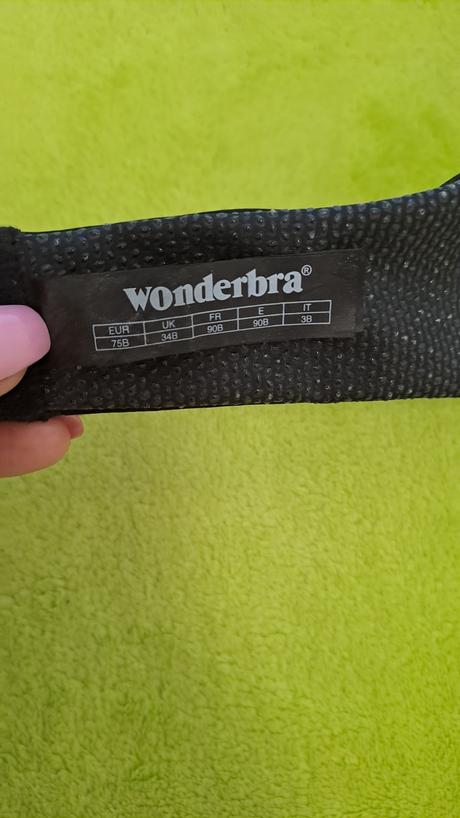 Wonderbra®
EUR UK FR E IT
75B 34B 90B 90B 3B